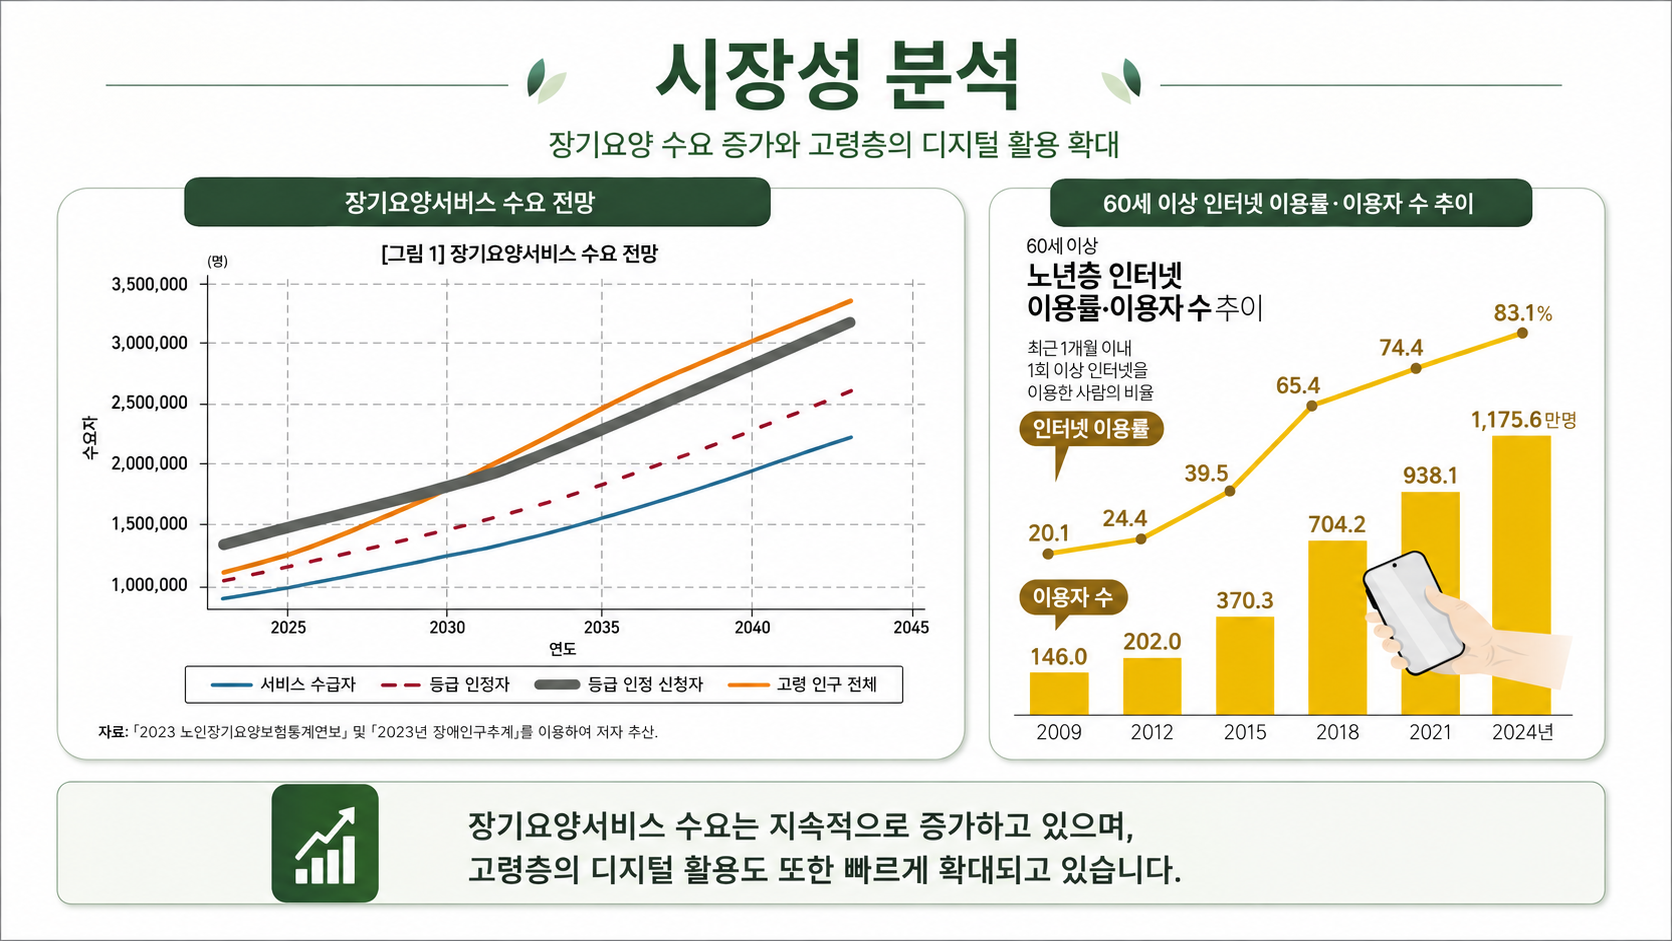 시장성 분석
장기요양 수요 증가와 고령층의 디지털 활용 확대
장기요양서비스 수요 전망
[그림 1] 장기요양서비스 수요 전망
(명)
3,500,000
3,000,000
2,500,000
2,000,000
1,500,000
1,000,000
수요자
2025
2030
2035
2040
2045
연도
서비스 수급자
등급 인정자
등급 인정 신청자
고령 인구 전체
자료: 「2023 노인장기요양보험통계연보」 및 「2023년 장애인구추계」를 이용하여 저자 추산.
60세 이상 인터넷 이용률·이용자 수 추이
60세 이상
노년층 인터넷
이용률·이용자 수 추이
최근 1개월 이내
1회 이상 인터넷을
이용한 사람의 비율
인터넷 이용률
20.1
24.4
39.5
65.4
74.4
83.1%
이용자 수
146.0
202.0
370.3
704.2
938.1
1,175.6만명
2009
2012
2015
2018
2021
2024년
장기요양서비스 수요는 지속적으로 증가하고 있으며,
고령층의 디지털 활용도 또한 빠르게 확대되고 있습니다.